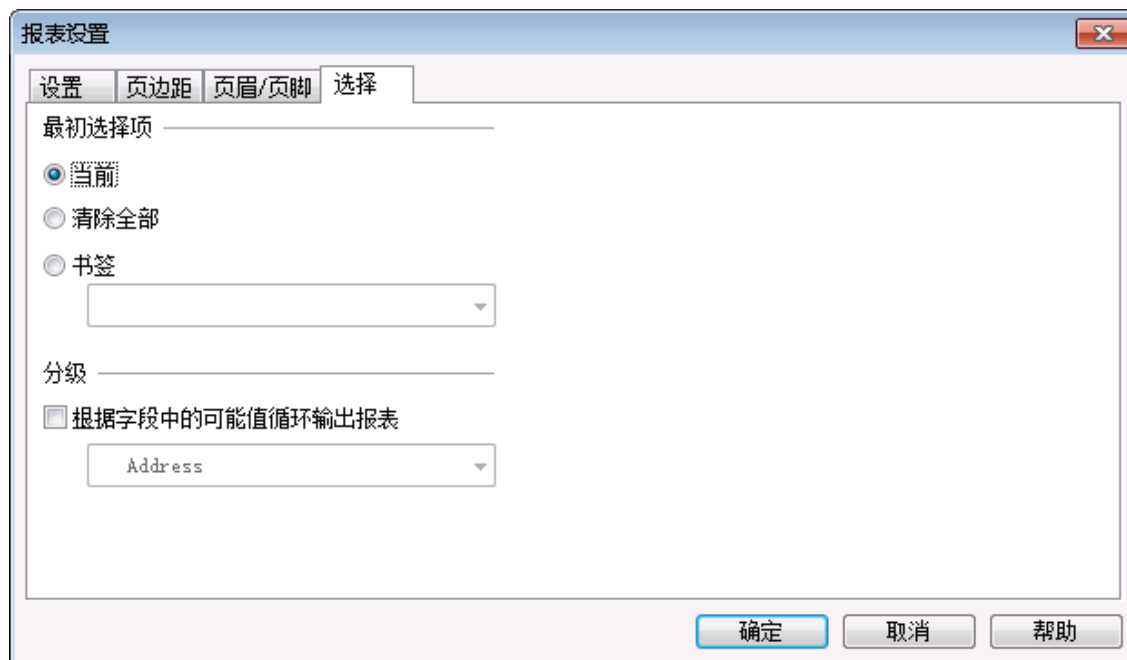 报表设置
设置 页边距 页眉/页脚 选择
最初选择项
当前
清除全部
书签
分级
根据字段中的可能值循环输出报表
Address
确定 取消 帮助